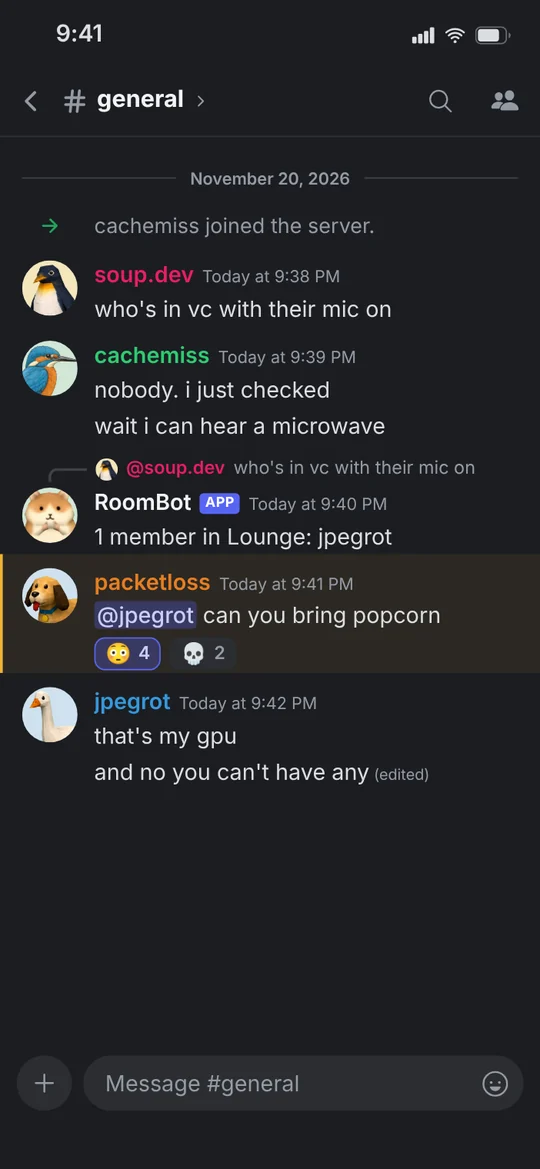 9:41
# general ›
November 20, 2026
cachemiss joined the server.
soup.dev Today at 9:38 PM
who's in vc with their mic on
cachemiss Today at 9:39 PM
nobody. i just checked
wait i can hear a microwave
@soup.dev who's in vc with their mic on
RoomBot APP Today at 9:40 PM
1 member in Lounge: jpegrot
packetloss Today at 9:41 PM
@jpegrot can you bring popcorn
😳 4 💀 2
jpegrot Today at 9:42 PM
that's my gpu
and no you can't have any (edited)
Message #general